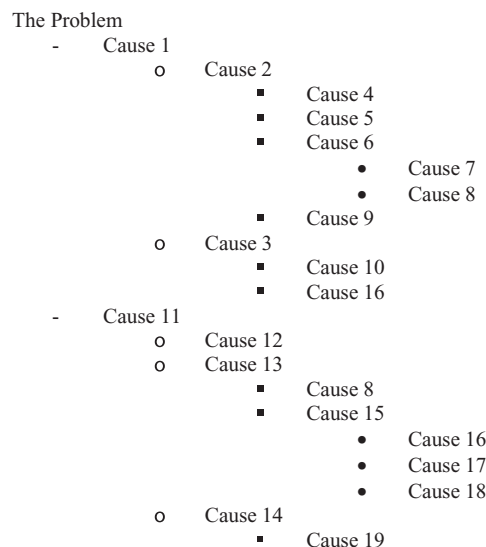 The Problem
- Cause 1
o Cause 2
▪ Cause 4
▪ Cause 5
▪ Cause 6
• Cause 7
• Cause 8
▪ Cause 9
o Cause 3
▪ Cause 10
▪ Cause 16
- Cause 11
o Cause 12
o Cause 13
▪ Cause 8
▪ Cause 15
• Cause 16
• Cause 17
• Cause 18
o Cause 14
▪ Cause 19